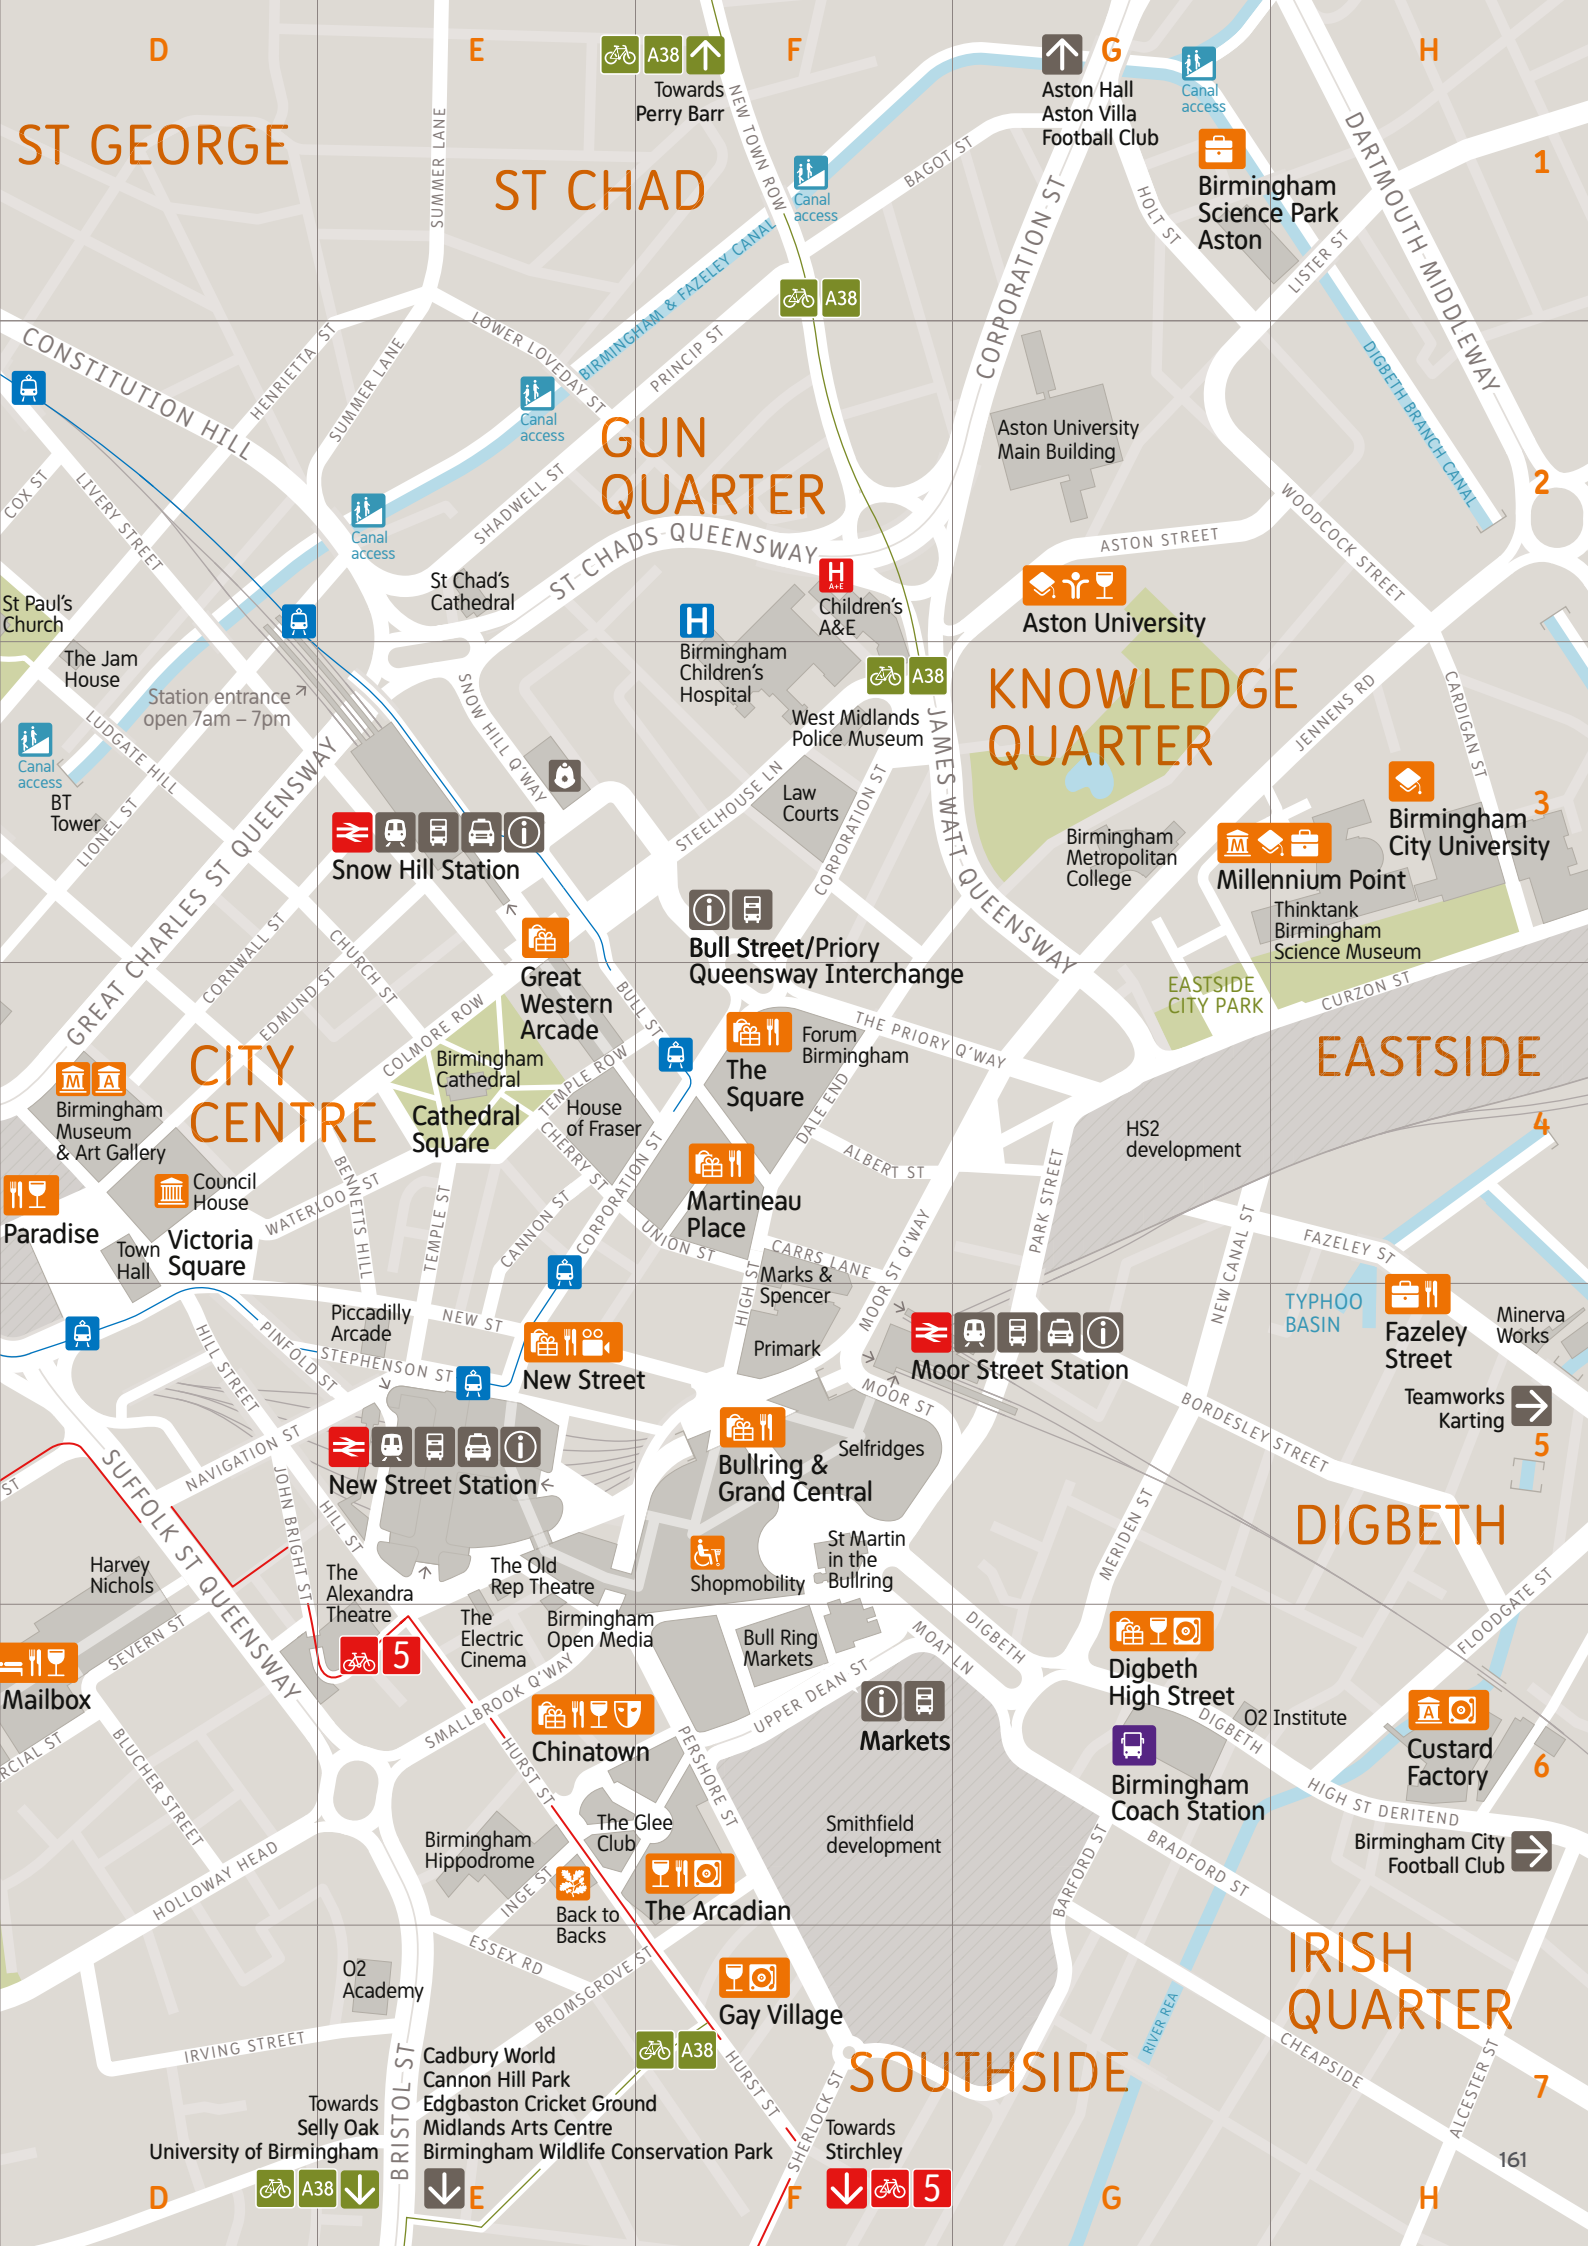 D
E
F
G
H
A38
Towards
Perry Barr
Aston Hall
Aston Villa
Football Club
Canal
access
ST GEORGE
ST CHAD
NEW TOWN ROW
SUMMER LANE
Canal
access
BAGOT ST
Birmingham
Science Park
Aston
HOLT ST
LISTER ST
DARTMOUTH MIDDLEWAY
1
CORPORATION ST
BIRMINGHAM & FAZELEY CANAL
A38
CONSTITUTION HILL
HENRIETTA ST
SUMMER LANE
LOWER LOVEDAY ST
PRINCIP ST
Canal
access
GUN
QUARTER
Aston University
Main Building
DIGBETH BRANCH CANAL
2
COX ST
LIVERY STREET
Canal
access
SHADWELL ST
ST CHADS QUEENSWAY
ASTON STREET
WOODCOCK STREET
St Chad's
Cathedral
H
A+E
Children's
A&E
Aston University
St Paul's
Church
H
Birmingham
Children's
Hospital
The Jam
House
Station entrance
open 7am – 7pm
A38
KNOWLEDGE
QUARTER
West Midlands
Police Museum
JENNENS RD
CARDIGAN ST
SNOW HILL Q'WAY
JAMES WATT QUEENSWAY
Canal
access
LUDGATE HILL
BT
Tower
LIONEL ST
GREAT CHARLES ST QUEENSWAY
STEELHOUSE LN
Law
Courts
CORPORATION ST
Birmingham
Metropolitan
College
Birmingham
City University
3
M
Millennium Point
Thinktank
Birmingham
Science Museum
i
Snow Hill Station
i
Bull Street/Priory
Queensway Interchange
CORNWALL ST
CHURCH ST
EDMUND ST
COLMORE ROW
Great
Western
Arcade
BULL ST
EASTSIDE
CITY PARK
CURZON ST
EASTSIDE
THE PRIORY Q'WAY
Forum
Birmingham
The
Square
CITY
CENTRE
Birmingham
Cathedral
Cathedral
Square
TEMPLE ROW
House
of Fraser
CHERRY ST
M
A
Birmingham
Museum
& Art Gallery
DALE END
HS2
development
4
Council
House
Paradise
Town
Hall
Victoria
Square
WATERLOO ST
BENNETTS HILL
TEMPLE ST
CANNON ST
CORPORATION ST
Martineau
Place
UNION ST
ALBERT ST
CARRS LANE
MOOR ST Q'WAY
PARK STREET
NEW CANAL ST
FAZELEY ST
HIGH ST
Marks &
Spencer
Primark
TYPHOO
BASIN
Fazeley
Street
Minerva
Works
Piccadilly
Arcade
NEW ST
HILL STREET
PINFOLD ST
STEPHENSON ST
New Street
i
Moor Street Station
MOOR ST
Teamworks
Karting
5
BORDESLEY STREET
DIGBETH
NAVIGATION ST
i
New Street Station
Bullring &
Grand Central
Selfridges
ST
SUFFOLK ST QUEENSWAY
JOHN BRIGHT ST
HILL ST
MERIDEN ST
Harvey
Nichols
The
Alexandra
Theatre
The Old
Rep Theatre
Shopmobility
St Martin
in the
Bullring
FLOODGATE ST
SEVERN ST
5
The
Electric
Cinema
Birmingham
Open Media
Bull Ring
Markets
MOAT LN
DIGBETH
Digbeth
High Street
DIGBETH
O2 Institute
Mailbox
SMALLBROOK Q'WAY
Chinatown
UPPER DEAN ST
i
Markets
Birmingham
Coach Station
A
Custard
Factory
6
HIGH ST DERITEND
RCIAL ST
BLUCHER STREET
HURST ST
PERSHORE ST
The Glee
Club
Birmingham
Hippodrome
Smithfield
development
Birmingham City
Football Club
BRADFORD ST
BARFORD ST
HOLLOWAY HEAD
INGE ST
Back to
Backs
The Arcadian
ESSEX RD
BROMSGROVE ST
O2
Academy
Gay Village
IRISH
QUARTER
RIVER REA
CHEAPSIDE
IRVING STREET
A38
HURST ST
SOUTHSIDE
ALCESTER ST
7
SHERLOCK ST
BRISTOL ST
Cadbury World
Cannon Hill Park
Edgbaston Cricket Ground
Midlands Arts Centre
Birmingham Wildlife Conservation Park
Towards
Selly Oak
University of Birmingham
A38
Towards
Stirchley
5
161
D
E
F
G
H